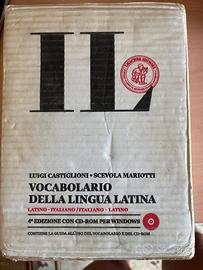 IL
LUIGI CASTIGLIONI • SCEVOLA MARIOTTI
VOCABOLARIO
DELLA LINGUA LATINA
LATINO - ITALIANO / ITALIANO - LATINO
4ª EDIZIONE CON CD-ROM PER WINDOWS
CONTIENE LA GUIDA ALL'USO DEL VOCABOLARIO E DEL CD-ROM